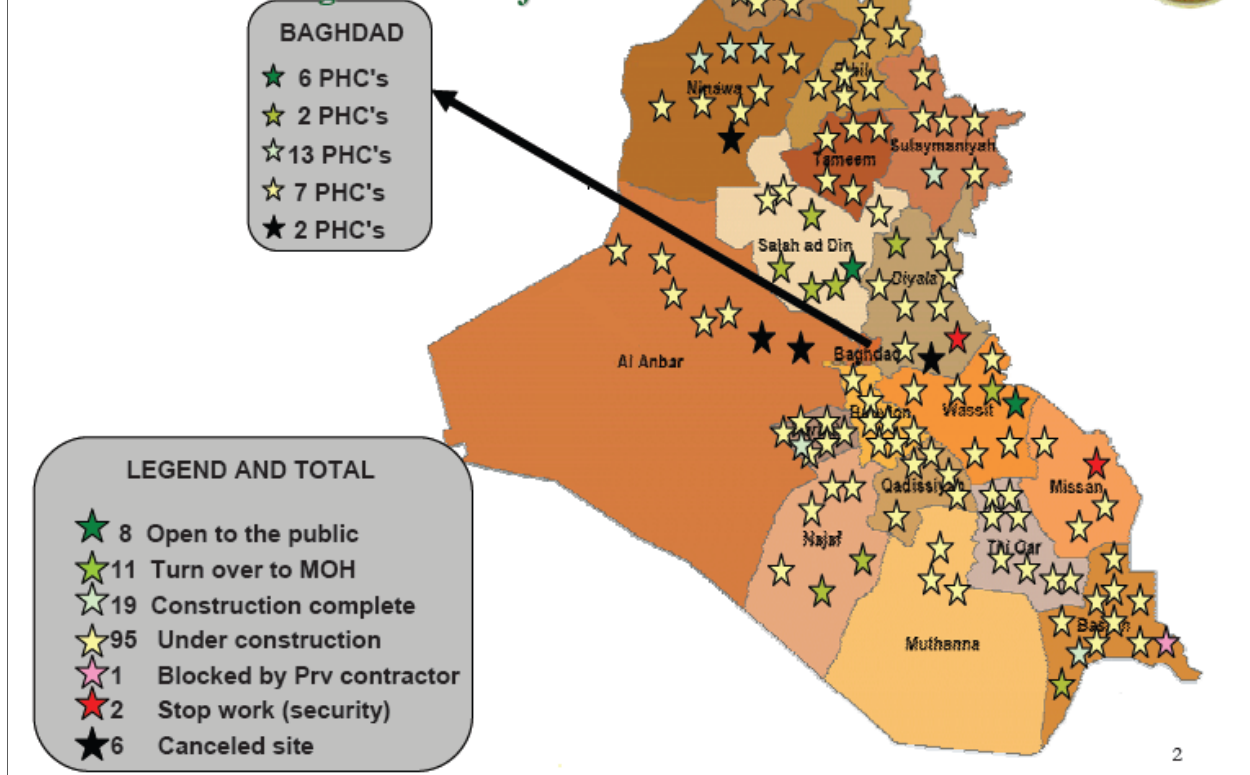 BAGHDAD
6 PHC's
2 PHC's
13 PHC's
7 PHC's
2 PHC's
Ninawa
Tameem
Sulaymaniyah
Salah ad Din
Diyala
Baghdad
Al Anbar
Wassit
Qadissiyah
Missan
Najaf
Thi Qar
Muthanna
LEGEND AND TOTAL
8 Open to the public
11 Turn over to MOH
19 Construction complete
95 Under construction
1 Blocked by Prv contractor
2 Stop work (security)
6 Canceled site
2